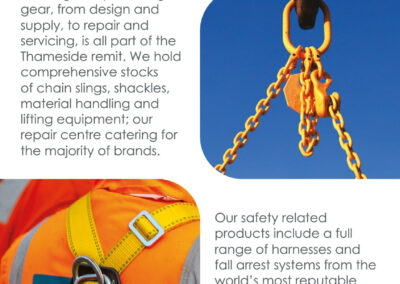 gear, from design and
supply, to repair and
servicing, is all part of the
Thameside remit. We hold
comprehensive stocks
of chain slings, shackles,
material handling and
lifting equipment; our
repair centre catering for
the majority of brands.
Our safety related
products include a full
range of harnesses and
fall arrest systems from the
world's most reputable